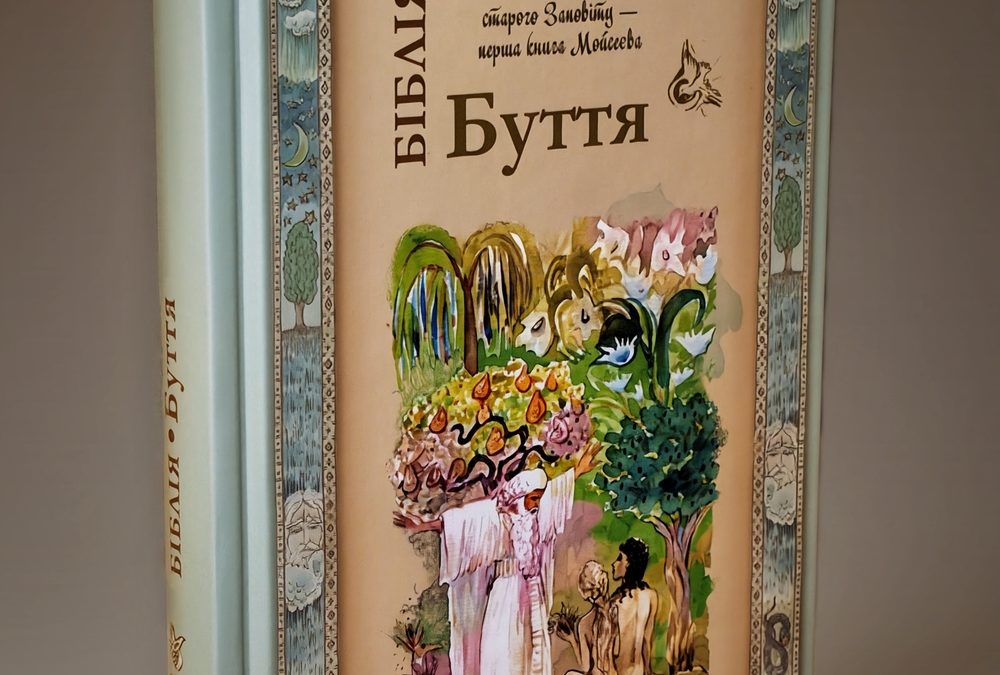 старого Заповіту —
перша книга Мойсеєва
БІБЛІЯ
Буття
БІБЛІЯ • Буття